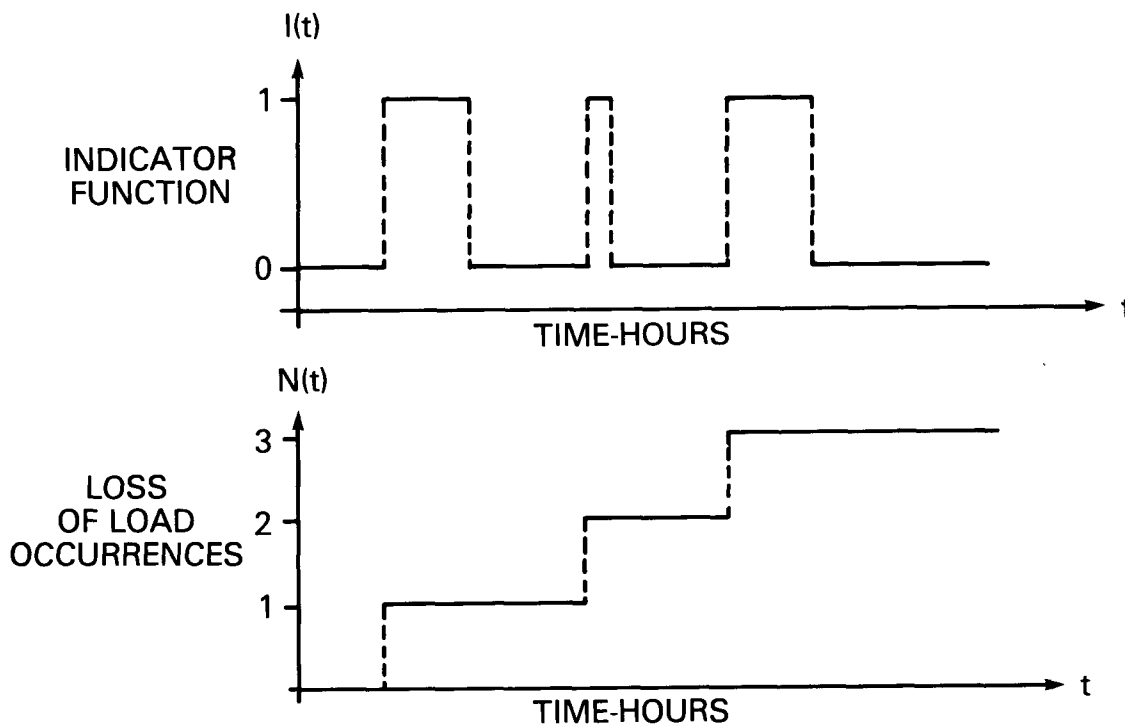 I(t)
1
INDICATOR
FUNCTION
0
t
TIME-HOURS
N(t)
3
LOSS
OF LOAD
2
OCCURRENCES
1
t
TIME-HOURS